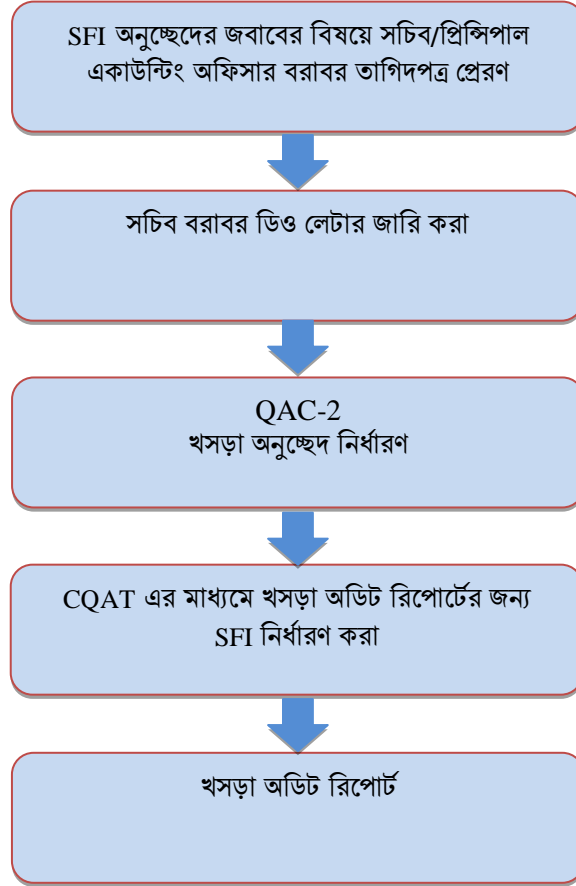 SFI অনুচ্ছেদের জবাবের বিষয়ে সচিব/প্রিন্সিপাল
একাউন্টিং অফিসার বরাবর তাগিদপত্র প্রেরণ
সচিব বরাবর ডিও লেটার জারি করা
QAC-2
খসড়া অনুচ্ছেদ নির্ধারণ
CQAT এর মাধ্যমে খসড়া অডিট রিপোর্টের জন্য
SFI নির্ধারণ করা
খসড়া অডিট রিপোর্ট